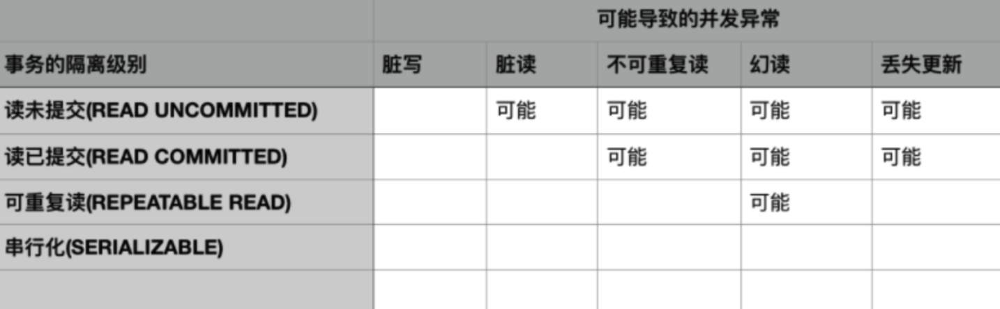 可能导致的并发异常
事务的隔离级别 脏写 脏读 不可重复读 幻读 丢失更新
读未提交(READ UNCOMMITTED) 可能 可能 可能 可能
读已提交(READ COMMITTED) 可能 可能 可能
可重复读(REPEATABLE READ) 可能
串行化(SERIALIZABLE)